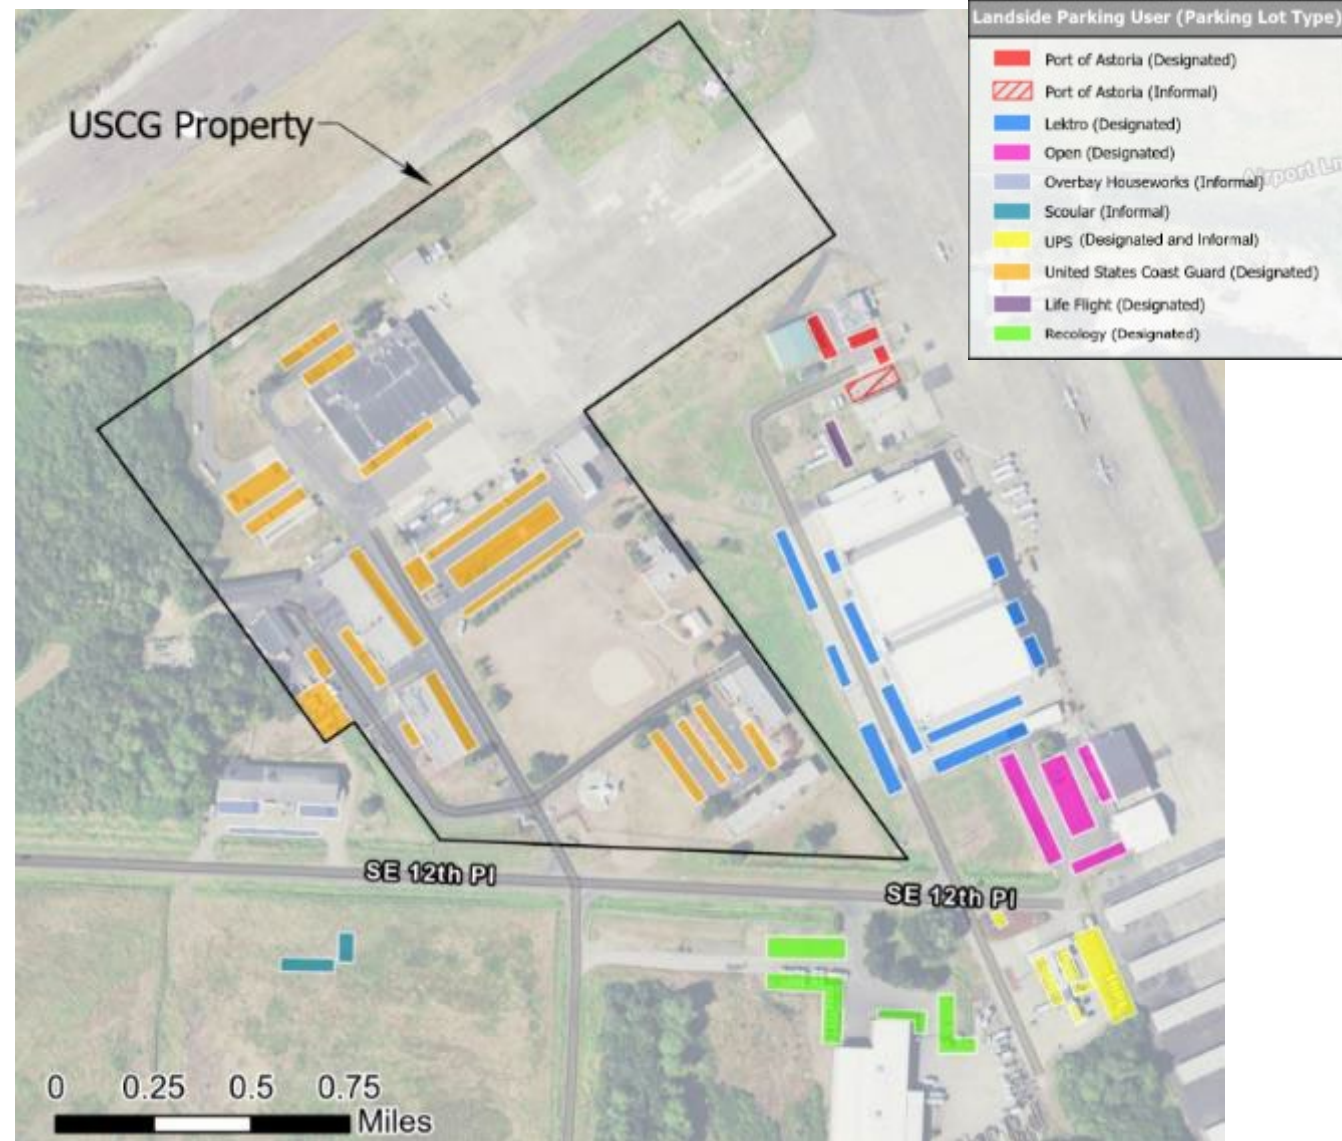 Landside Parking User (Parking Lot Type)
Port of Astoria (Designated)
Port of Astoria (Informal)
Lektro (Designated)
Open (Designated)
Overbay Houseworks (Informal)
Airport Ln
Scoular (Informal)
UPS (Designated and Informal)
United States Coast Guard (Designated)
Life Flight (Designated)
Recology (Designated)
USCG Property
SE 12th Pl
SE 12th Pl
0 0.25 0.5 0.75
Miles